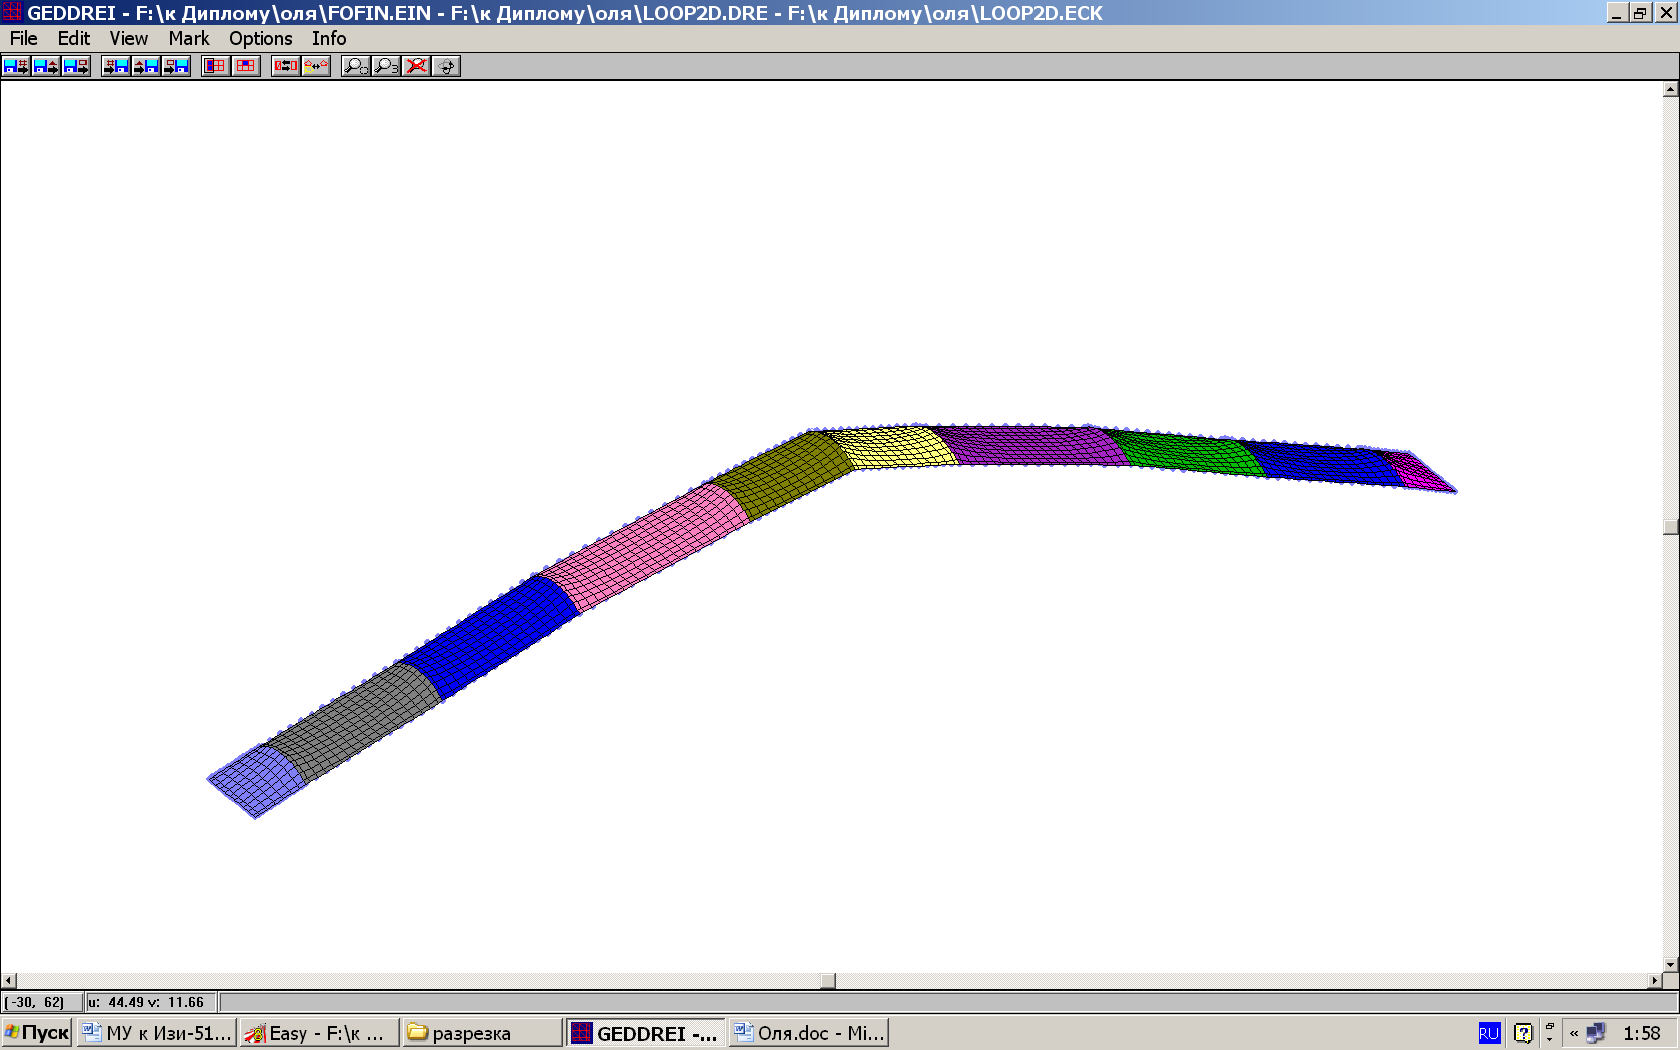 GEDDREI - F:\к Диплому\оля\FOFIN.EIN - F:\к Диплому\оля\LOOP2D.DRE - F:\к Диплому\оля\LOOP2D.ECK
File Edit View Mark Options Info
(-30, 62) u: 44.49 v: 11.66
Пуск МУ к Изи-51... Easy - F:\к ... разрезка GEDDREI -... Оля.doc - Mi... RU « 1:58